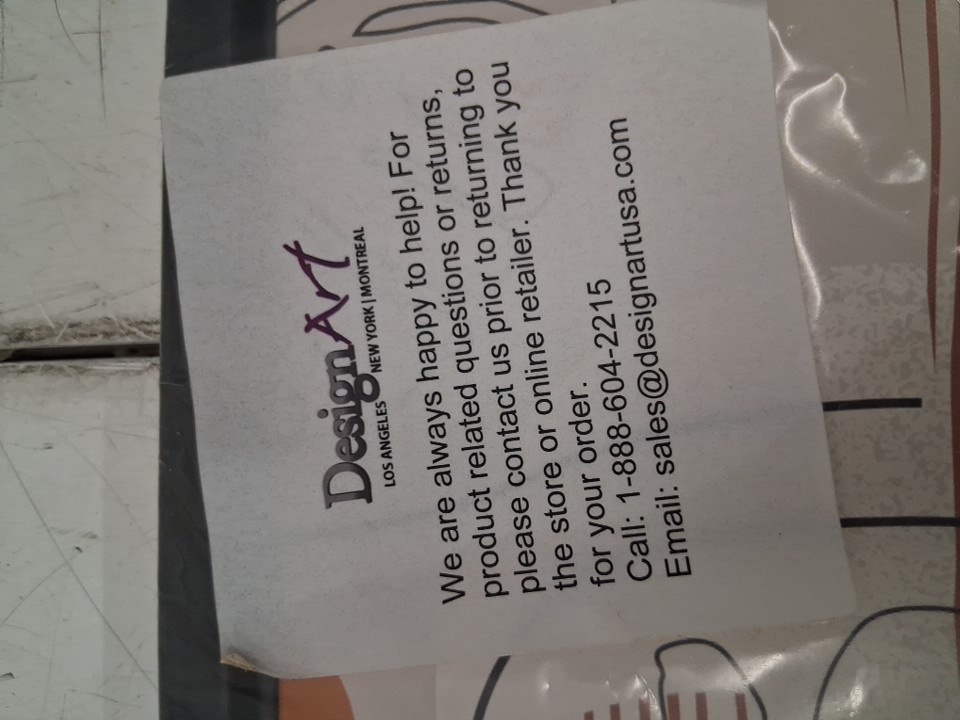 DesignArt
LOS ANGELES NEW YORK | MONTREAL
We are always happy to help! For
product related questions or returns,
please contact us prior to returning to
the store or online retailer. Thank you
for your order.
Call: 1-888-604-2215
Email: sales@designartusa.com